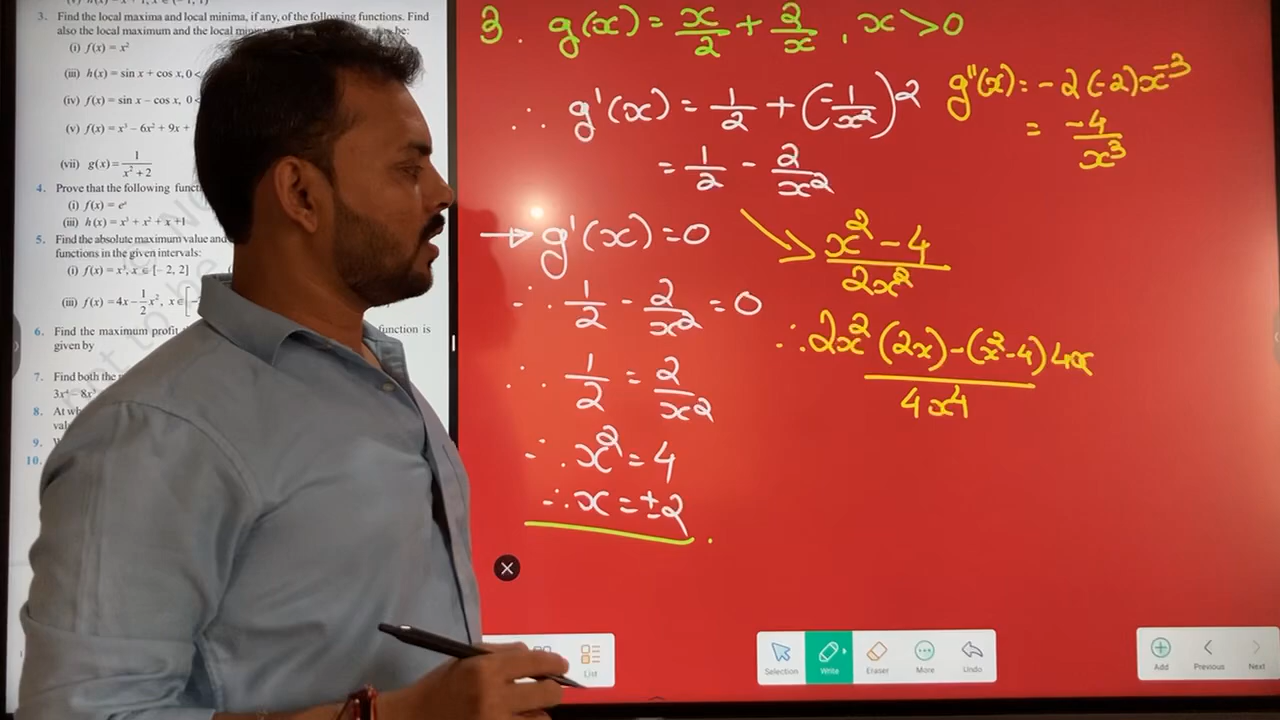 3. Find the local maxima and local minima, if any, of the following functions. Find
also the local maximum and the local
(i) f(x) = x²
(iii) h(x) = sin x + cos x, 0 <
(iv) f(x) = sin x – cos x, 0 <
(v) f(x) = x³ – 6x² + 9x +
(vii) g(x) = 1/(x² + 2)
4. Prove that the following funct
(i) f(x) = eˣ
(iii) h(x) = x³ + x² + x + 1
5. Find the absolute maximum value and
functions in the given intervals:
(i) f(x) = x³, x ∈ [– 2, 2]
(iii) f(x) = 4x – 1/2 x², x ∈ [–
6. Find the maximum profit function is
given by
7. Find both the
3x⁴ – 8x³
8. At wh
val
9.
10.
3. g(x) = x/2 + 2/x, x > 0
∴ g'(x) = 1/2 + (-1/x²)2
= 1/2 - 2/x²
→ g'(x) = 0
∴ 1/2 - 2/x² = 0
∴ 1/2 = 2/x²
∴ x² = 4
∴ x = ±2
g''(x) = -2(-2)x⁻³
= -4/x³
(x² - 4)/2x²
∴ (2x²(2x) - (x² - 4)4x)/4x⁴
List
Selection
Write
Eraser
More
Undo
Add
Previous
Next